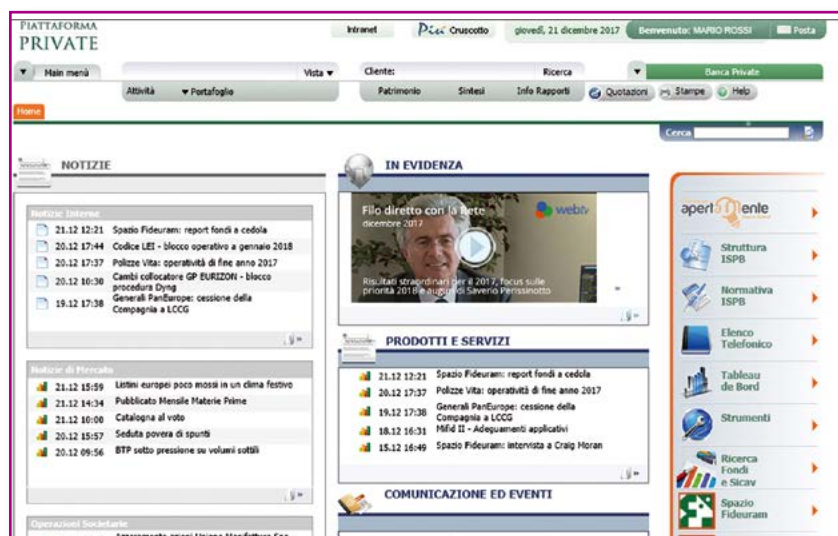 PIATTAFORMA
PRIVATE
Intranet
Più Cruscotto
giovedì, 21 dicembre 2017
Benvenuto: MARIO ROSSI
Posta
Main menù
Vista
Cliente:
Ricerca
Banca Private
Attività
Portafoglio
Patrimonio
Sintesi
Info Rapporti
Quotazioni
Stampe
Help
Home
Cerca
NOTIZIE
Notizie Interne
21.12 12:21 Spazio Fideuram: report fondi a cedola
20.12 17:44 Codice LEI - blocco operativo a gennaio 2018
20.12 17:37 Polizze Vita: operatività di fine anno 2017
20.12 10:30 Cambi collocatore GP EURIZON - blocco
procedura Dyng
19.12 17:38 Generali PanEurope: cessione della
Compagnia a LCCG
Notizie di Mercato
21.12 15:59 Listini europei poco mossi in un clima festivo
21.12 14:34 Pubblicato Mensile Materie Prime
21.12 10:00 Catalogna al voto
20.12 15:57 Seduta povera di spunti
20.12 09:56 BTP sotto pressione su volumi sottili
Operazioni Societarie
IN EVIDENZA
Filo diretto con la Rete
dicembre 2017
webtv
Risultati straordinari per il 2017, focus sulle
priorità 2018 e auguri di Saverio Perissinotto
PRODOTTI E SERVIZI
21.12 12:21 Spazio Fideuram: report fondi a cedola
20.12 17:37 Polizze Vita: operatività di fine anno 2017
19.12 17:38 Generali PanEurope: cessione della
Compagnia a LCCG
18.12 16:31 Mifid II - Adeguamenti applicativi
15.12 16:49 Spazio Fideuram: intervista a Craig Moran
COMUNICAZIONE ED EVENTI
apertamente
Struttura
ISPB
Normativa
ISPB
Elenco
Telefonico
Tableau
de Bord
Strumenti
Ricerca
Fondi
e Sicav
Spazio
Fideuram